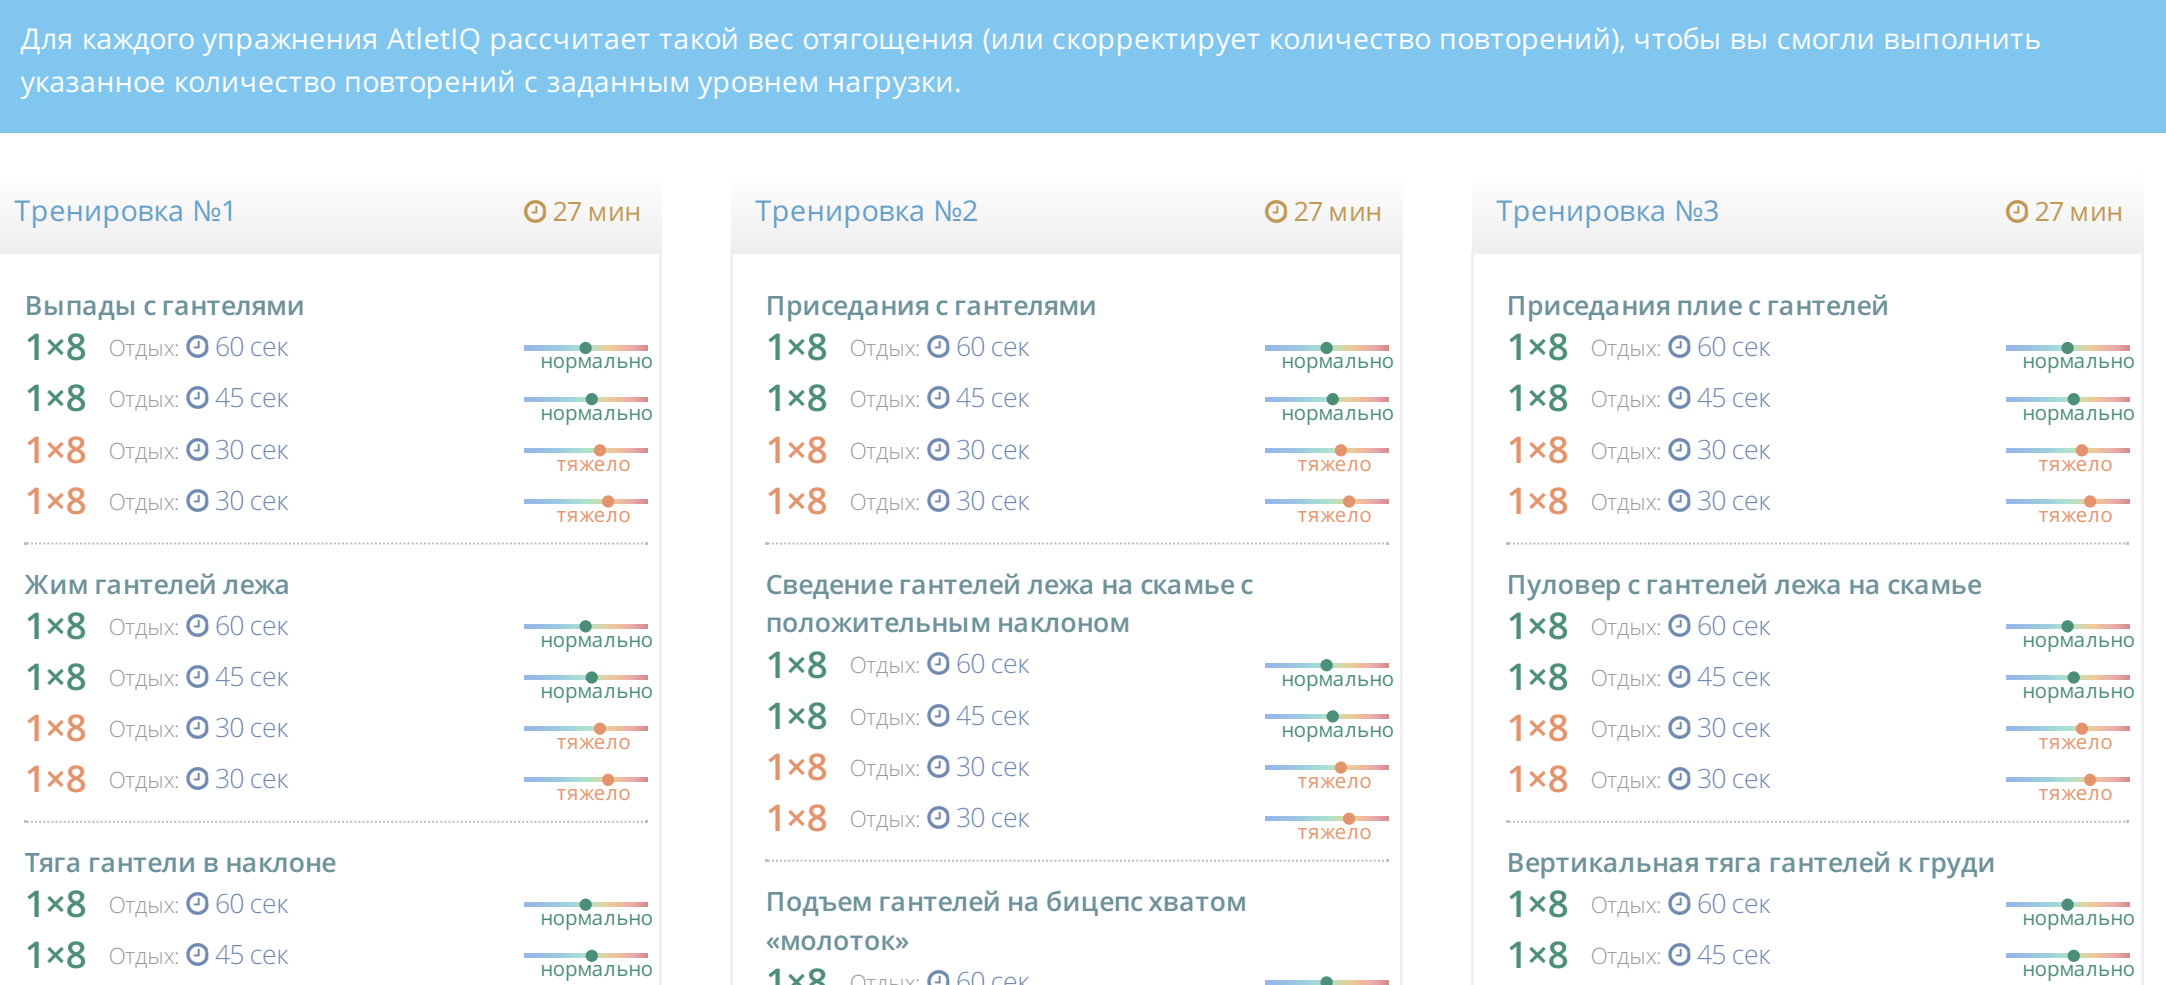 Для каждого упражнения AtletIQ рассчитает такой вес отягощения (или скорректирует количество повторений), чтобы вы смогли выполнить
указанное количество повторений с заданным уровнем нагрузки.
Тренировка №1 27 мин
Выпады с гантелями
1×8 Отдых: 60 сек нормально
1×8 Отдых: 45 сек нормально
1×8 Отдых: 30 сек тяжело
1×8 Отдых: 30 сек тяжело
Жим гантелей лежа
1×8 Отдых: 60 сек нормально
1×8 Отдых: 45 сек нормально
1×8 Отдых: 30 сек тяжело
1×8 Отдых: 30 сек тяжело
Тяга гантели в наклоне
1×8 Отдых: 60 сек нормально
1×8 Отдых: 45 сек нормально
Тренировка №2 27 мин
Приседания с гантелями
1×8 Отдых: 60 сек нормально
1×8 Отдых: 45 сек нормально
1×8 Отдых: 30 сек тяжело
1×8 Отдых: 30 сек тяжело
Сведение гантелей лежа на скамье с
положительным наклоном
1×8 Отдых: 60 сек нормально
1×8 Отдых: 45 сек нормально
1×8 Отдых: 30 сек тяжело
1×8 Отдых: 30 сек тяжело
Подъем гантелей на бицепс хватом
«молоток»
1×8 Отдых: 60 сек
Тренировка №3 27 мин
Приседания плие с гантелей
1×8 Отдых: 60 сек нормально
1×8 Отдых: 45 сек нормально
1×8 Отдых: 30 сек тяжело
1×8 Отдых: 30 сек тяжело
Пуловер с гантелей лежа на скамье
1×8 Отдых: 60 сек нормально
1×8 Отдых: 45 сек нормально
1×8 Отдых: 30 сек тяжело
1×8 Отдых: 30 сек тяжело
Вертикальная тяга гантелей к груди
1×8 Отдых: 60 сек нормально
1×8 Отдых: 45 сек нормально